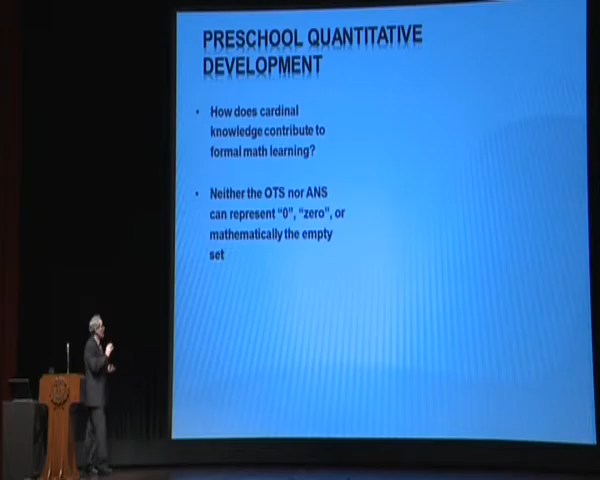 PRESCHOOL QUANTITATIVE
DEVELOPMENT
• How does cardinal
knowledge contribute to
formal math learning?
• Neither the OTS nor ANS
can represent "0", "zero", or
mathematically the empty
set